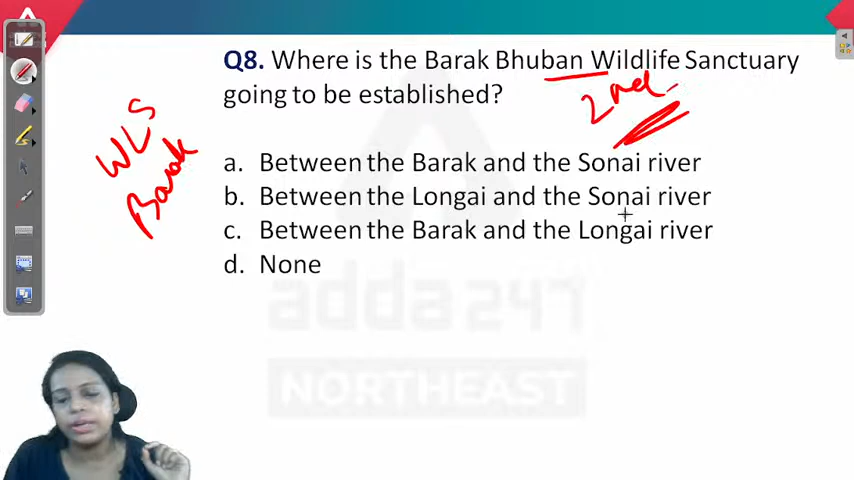 Q8. Where is the Barak Bhuban Wildlife Sanctuary
going to be established?
2nd
WLS
Barak
a. Between the Barak and the Sonai river
b. Between the Longai and the Sonai river
c. Between the Barak and the Longai river
d. None
adda247
NORTHEAST